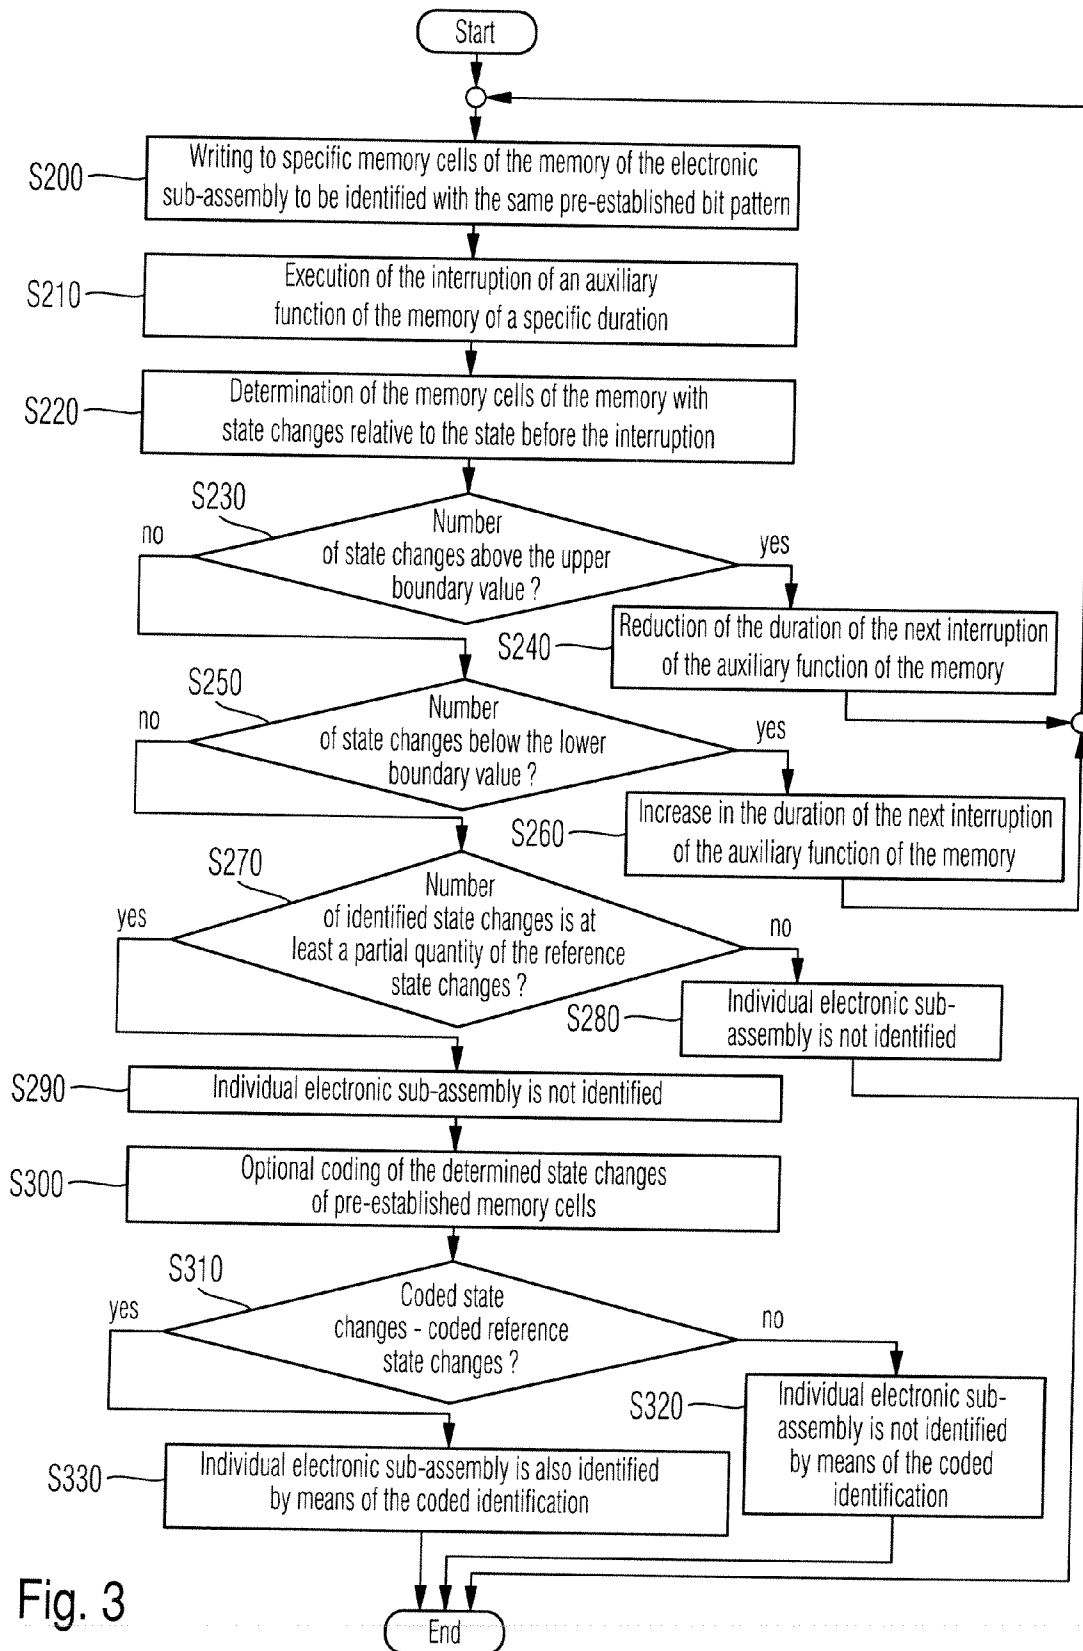 Start
S200
Writing to specific memory cells of the memory of the electronic
sub-assembly to be identified with the same pre-established bit pattern
S210
Execution of the interruption of an auxiliary
function of the memory of a specific duration
S220
Determination of the memory cells of the memory with
state changes relative to the state before the interruption
S230
no
Number
of state changes above the upper
boundary value ?
yes
S240
Reduction of the duration of the next interruption
of the auxiliary function of the memory
S250
no
Number
of state changes below the lower
boundary value ?
yes
S260
Increase in the duration of the next interruption
of the auxiliary function of the memory
S270
yes
Number
of identified state changes is at
least a partial quantity of the reference
state changes ?
no
S280
Individual electronic sub-
assembly is not identified
S290
Individual electronic sub-assembly is not identified
S300
Optional coding of the determined state changes
of pre-established memory cells
S310
yes
Coded state
changes - coded reference
state changes ?
no
S320
Individual electronic sub-
assembly is not identified
by means of the coded
identification
S330
Individual electronic sub-assembly is also identified
by means of the coded identification
Fig. 3
End